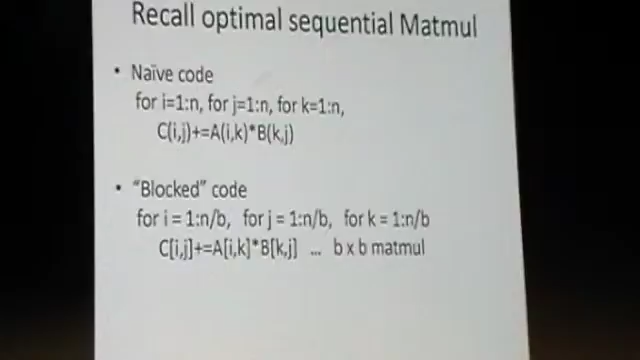 Recall optimal sequential Matmul
• Naïve code
for i=1:n, for j=1:n, for k=1:n,
C(i,j)+=A(i,k)*B(k,j)
• "Blocked" code
for i = 1:n/b, for j = 1:n/b, for k = 1:n/b
C[i,j]+=A[i,k]*B[k,j] ... b x b matmul